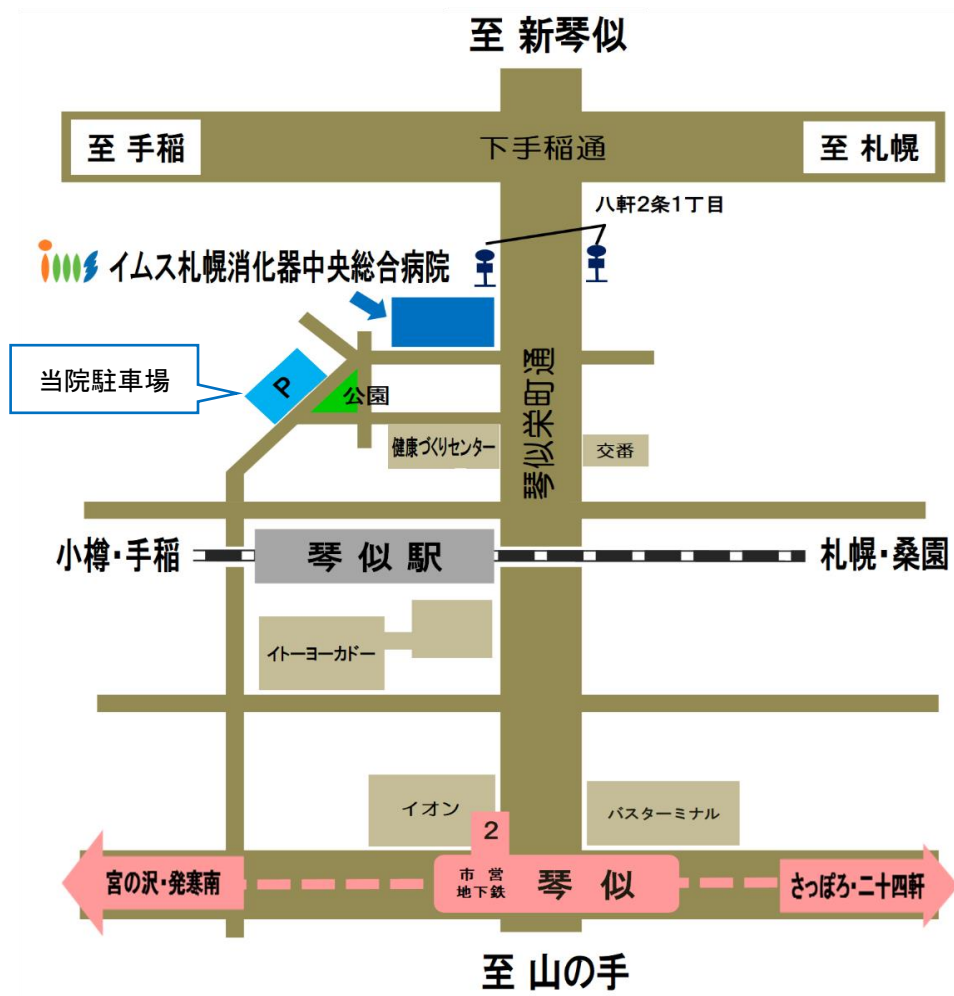 至 新琴似
至 手稲
下手稲通
至 札幌
八軒2条1丁目
ims イムス札幌消化器中央総合病院
当院駐車場
P
公園
琴似栄町通
健康づくりセンター
交番
小樽・手稲
琴似駅
札幌・桑園
イトーヨーカドー
イオン
バスターミナル
2
宮の沢・発寒南
市営
地下鉄
琴似
さっぽろ・二十四軒
至 山の手